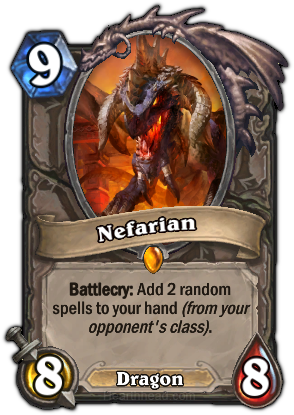 9
Nefarian
Battlecry: Add 2 random
spells to your hand (from your
opponent's class).
8
Dragon
8